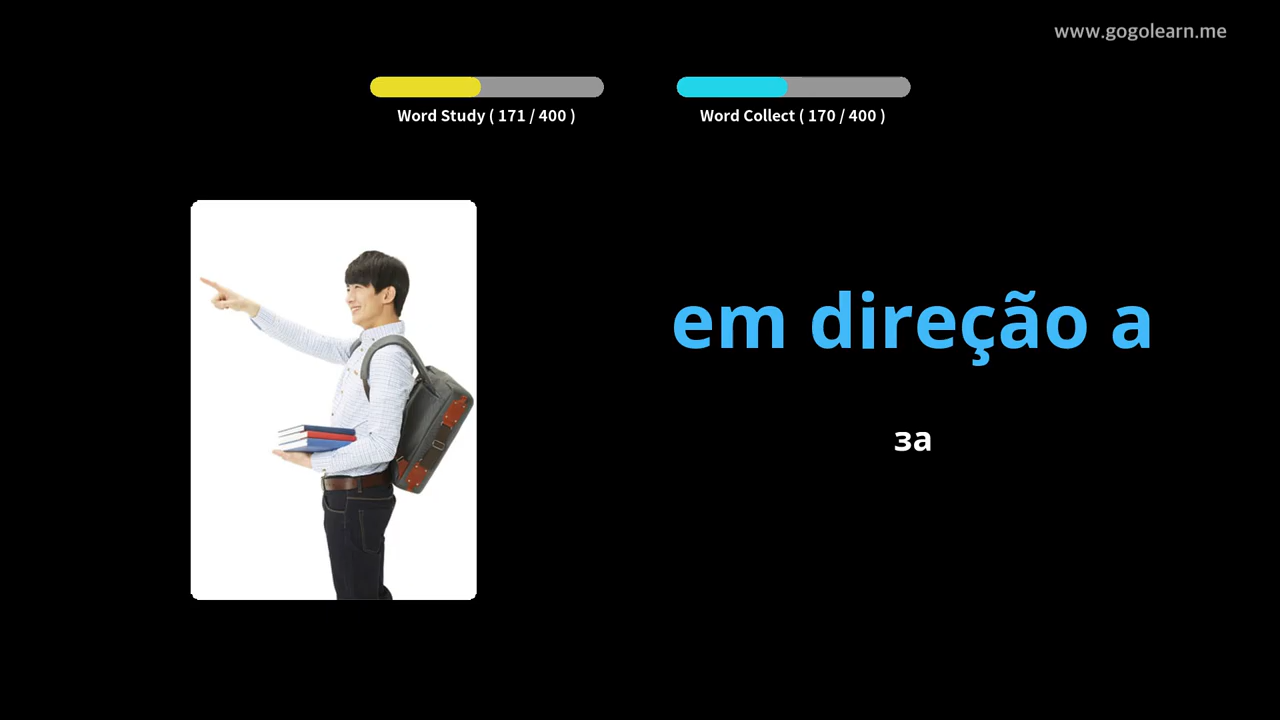 www.gogolearn.me
Word Study ( 171 / 400 )
Word Collect ( 170 / 400 )
em direção a
за